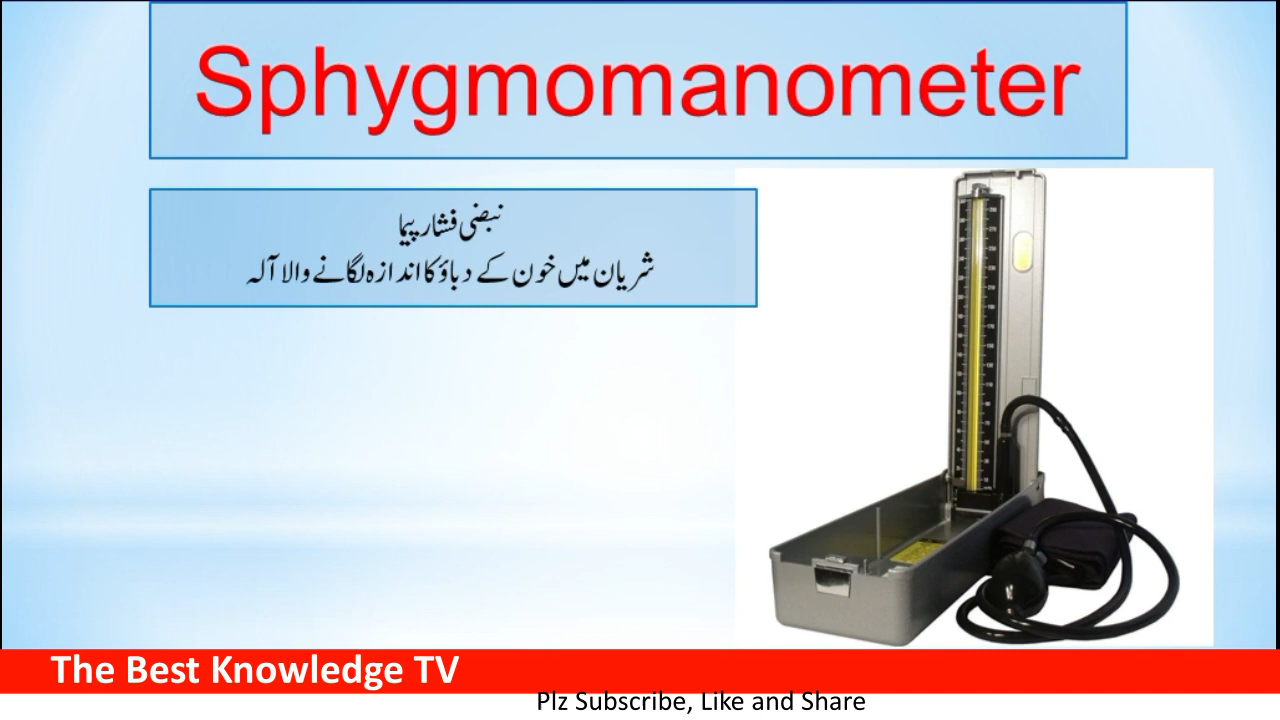 Sphygmomanometer
نبضی فشار پیما
شریان میں خون کے دباؤ کا اندازہ لگانے والا آلہ
The Best Knowledge TV
Plz Subscribe, Like and Share